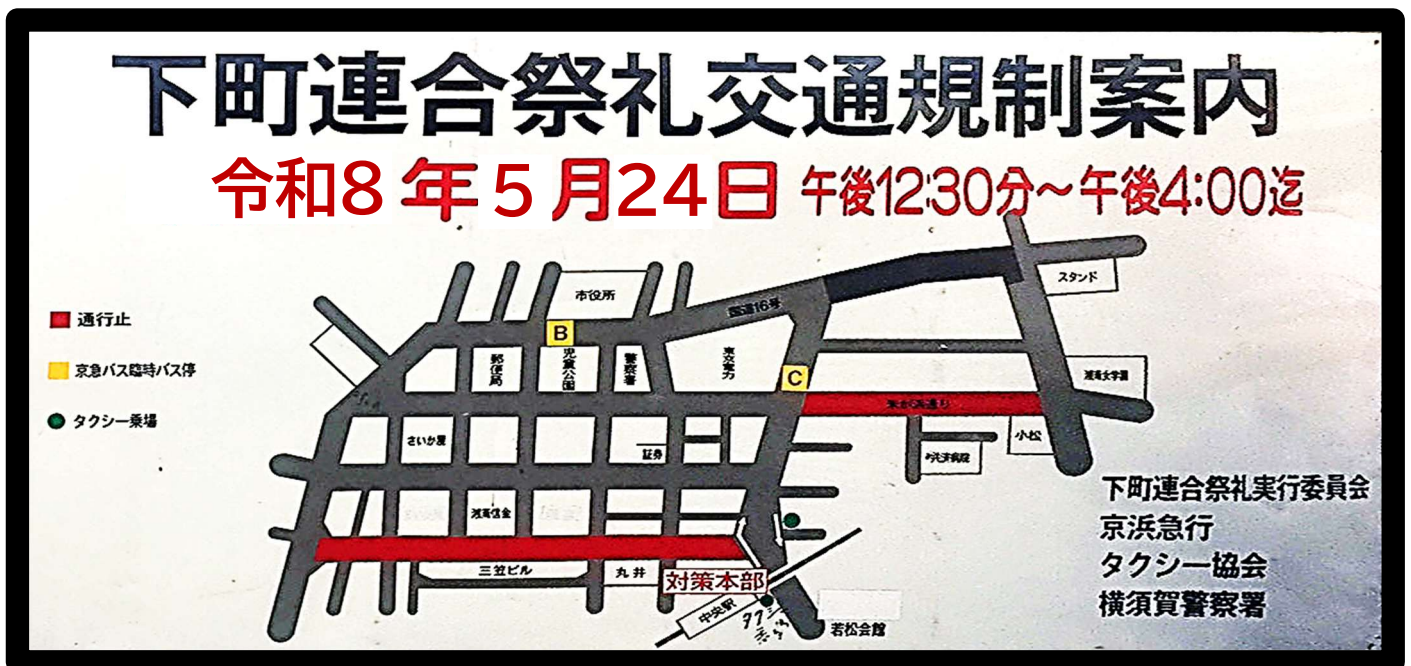 下町連合祭礼交通規制案内
令和8年5月24日 午後12:30分～午後4:00迄
スタンド
市役所
国道16号
通行止
B
郵便局
児童公園
警察署
東京電力
京急バス臨時バス停
C
湘南女学園
米が浜通り
タクシー乗場
さいか屋
証券
小松
共済病院
下町連合祭礼実行委員会
湘南信金
京浜急行
三笠ビル
丸井
対策本部
タクシー協会
中央駅
横須賀警察署
若松会館